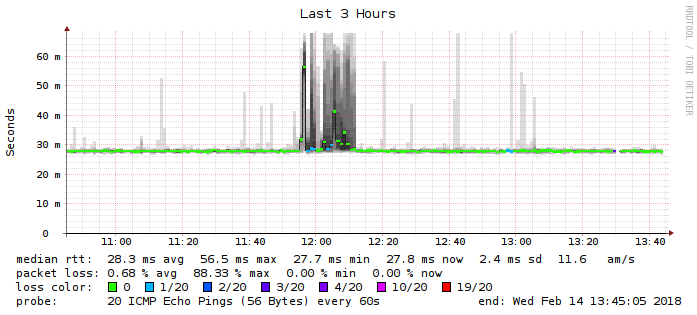 Last 3 Hours
RRDTOOL / TOBI OETIKER
Seconds
60 m
50 m
40 m
30 m
20 m
10 m
0
11:00 11:20 11:40 12:00 12:20 12:40 13:00 13:20 13:40
median rtt: 28.3 ms avg 56.5 ms max 27.7 ms min 27.8 ms now 2.4 ms sd 11.6 am/s
packet loss: 0.68 % avg 88.33 % max 0.00 % min 0.00 % now
loss color: 0 1/20 2/20 3/20 4/20 10/20 19/20
probe: 20 ICMP Echo Pings (56 Bytes) every 60s end: Wed Feb 14 13:45:05 2018